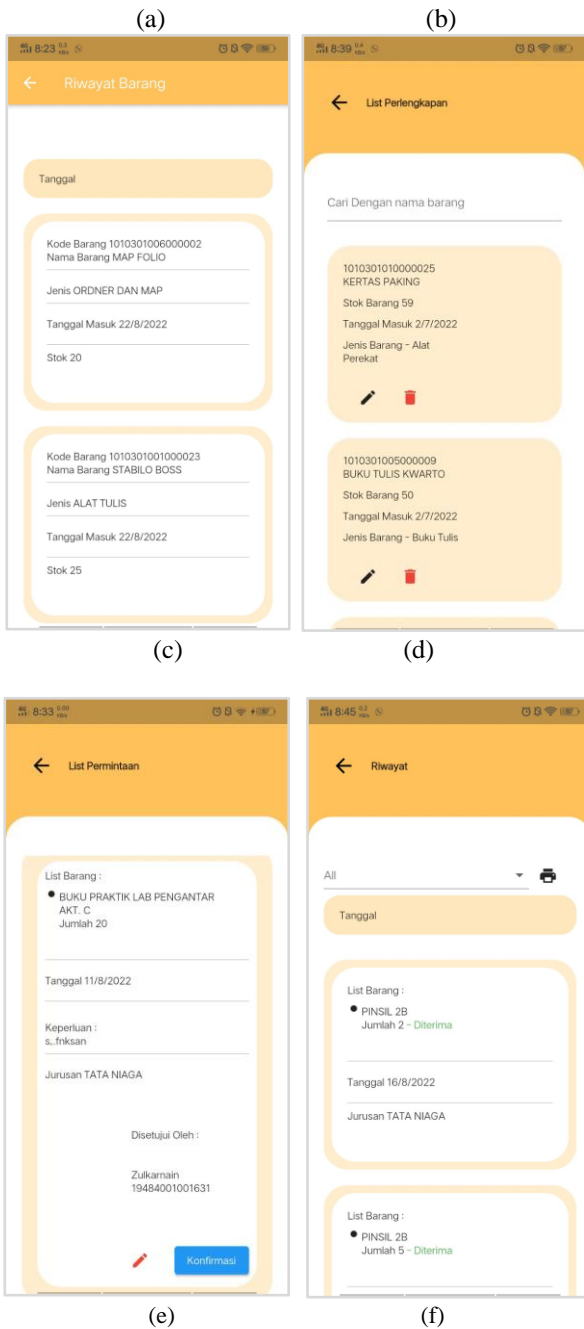 (a)
(b)
8:23
Riwayat Barang
Tanggal
Kode Barang 1010301006000002
Nama Barang MAP FOLIO
Jenis ORDNER DAN MAP
Tanggal Masuk 22/8/2022
Stok 20
Kode Barang 1010301001000023
Nama Barang STABILO BOSS
Jenis ALAT TULIS
Tanggal Masuk 22/8/2022
Stok 25
8:39
List Perlengkapan
Cari Dengan nama barang
1010301010000025
KERTAS PAKING
Stok Barang 59
Tanggal Masuk 2/7/2022
Jenis Barang - Alat
Perekat
1010301005000009
BUKU TULIS KWARTO
Stok Barang 50
Tanggal Masuk 2/7/2022
Jenis Barang - Buku Tulis
(c)
(d)
8:33
List Permintaan
List Barang :
BUKU PRAKTIK LAB PENGANTAR
AKT. C
Jumlah 20
Tanggal 11/8/2022
Keperluan :
s,.fnksan
Jurusan TATA NIAGA
Disetujui Oleh :
Zulkarnain
19484001001631
Konfirmasi
8:45
Riwayat
All
Tanggal
List Barang :
PINSIL 2B
Jumlah 2 - Diterima
Tanggal 16/8/2022
Jurusan TATA NIAGA
List Barang :
PINSIL 2B
Jumlah 5 - Diterima
(e)
(f)